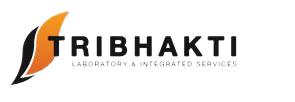 TRIBHAKTI
LABORATORY & INTEGRATED SERVICES